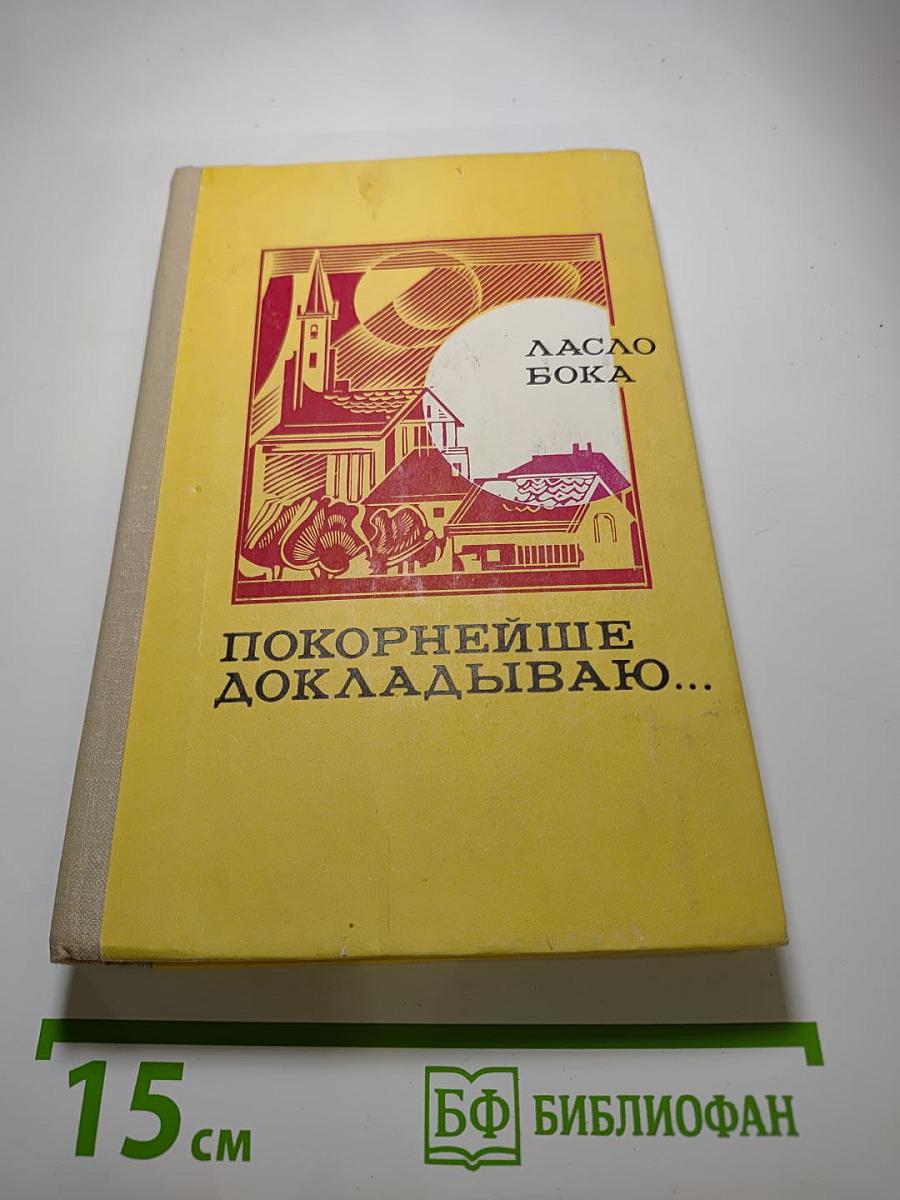 ЛАСЛО
БОКА
ПОКОРНЕЙШЕ
ДОКЛАДЫВАЮ...
15 см
БФ БИБЛИОФАН